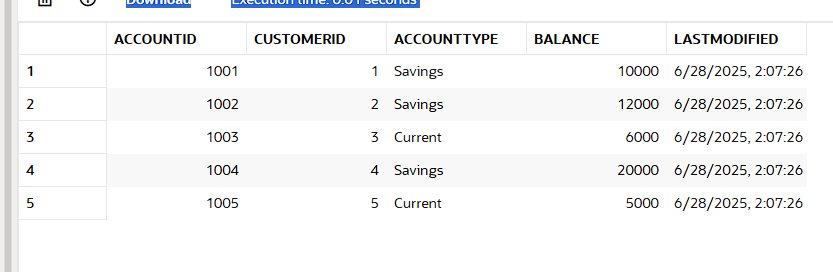 Download Execution time: 0.01 seconds
ACCOUNTID CUSTOMERID ACCOUNTTYPE BALANCE LASTMODIFIED
1 1001 1 Savings 10000 6/28/2025, 2:07:26
2 1002 2 Savings 12000 6/28/2025, 2:07:26
3 1003 3 Current 6000 6/28/2025, 2:07:26
4 1004 4 Savings 20000 6/28/2025, 2:07:26
5 1005 5 Current 5000 6/28/2025, 2:07:26